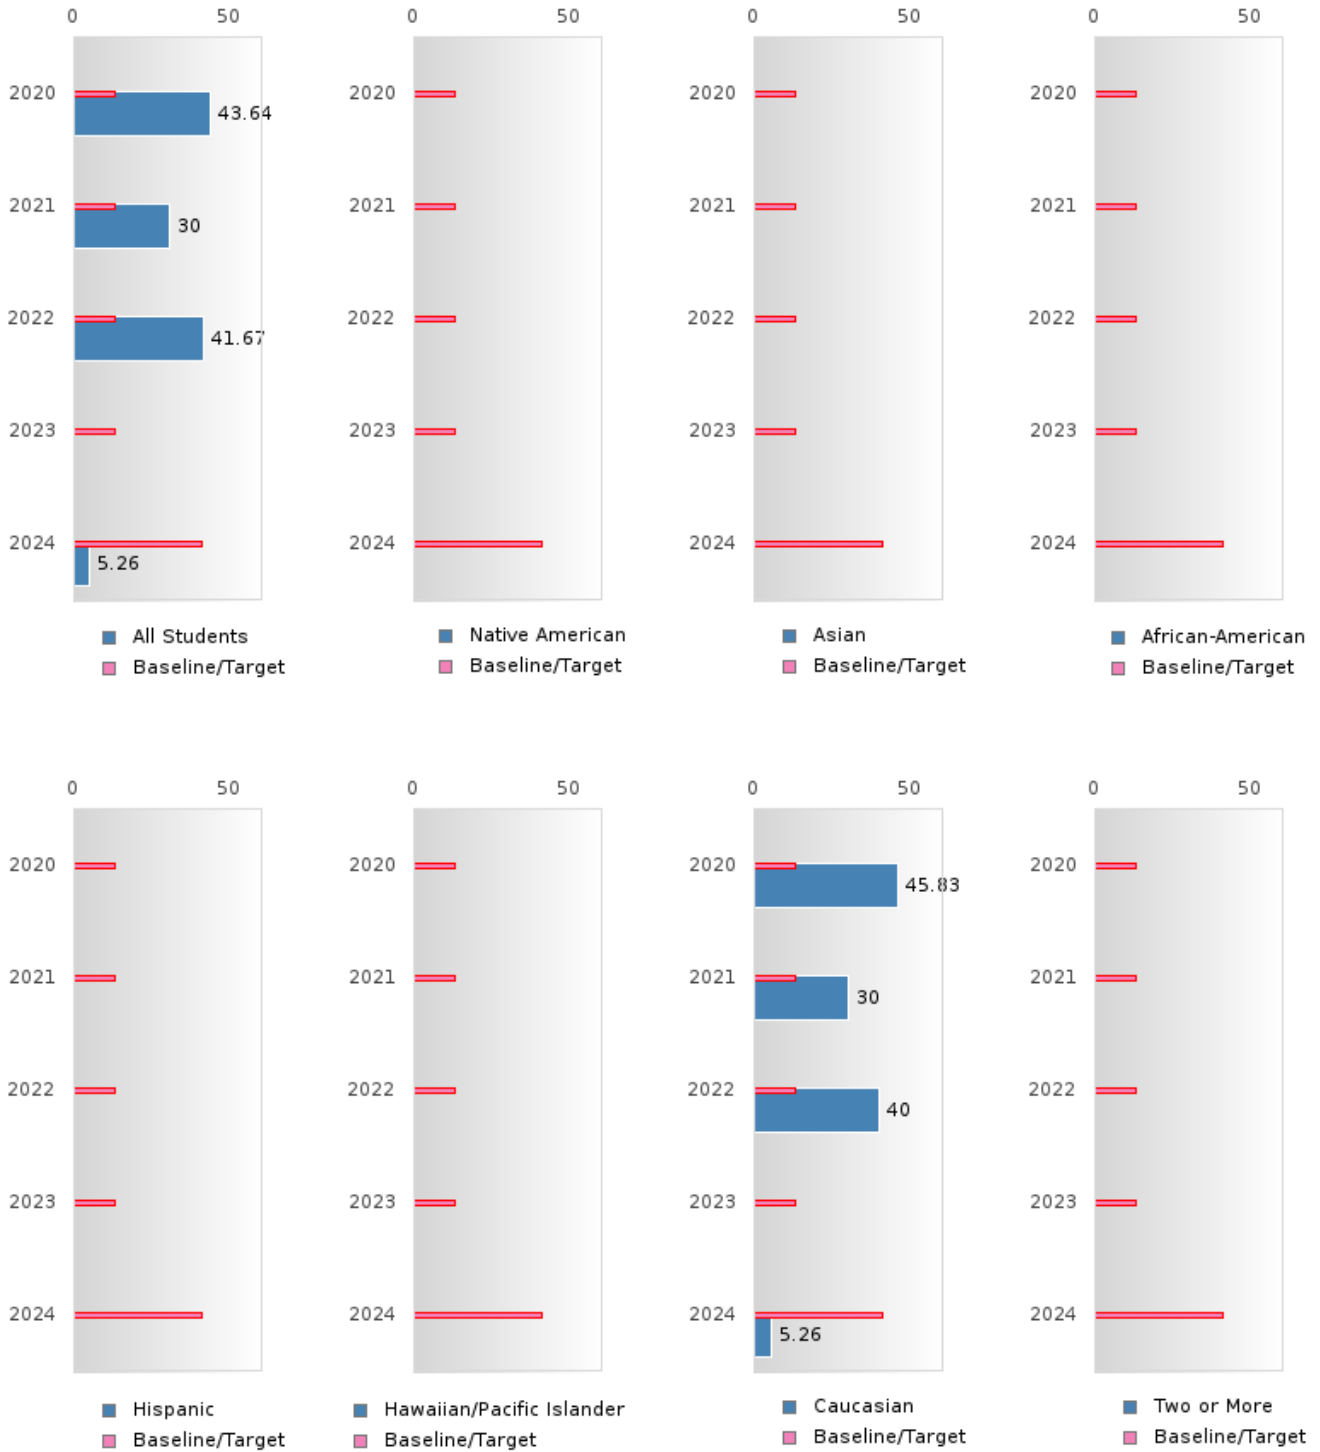 0 50 0 50 0 50 0 50
2020 43.64 2020 2020 2020
2021 30 2021 2021 2021
2022 41.67 2022 2022 2022
2023 2023 2023 2023
2024 5.26 2024 2024 2024
All Students Native American Asian African-American
Baseline/Target Baseline/Target Baseline/Target Baseline/Target
0 50 0 50 0 50 0 50
2020 2020 2020 45.83 2020
2021 2021 2021 30 2021
2022 2022 2022 40 2022
2023 2023 2023 2023
2024 2024 2024 5.26 2024
Hispanic Hawaiian/Pacific Islander Caucasian Two or More
Baseline/Target Baseline/Target Baseline/Target Baseline/Target